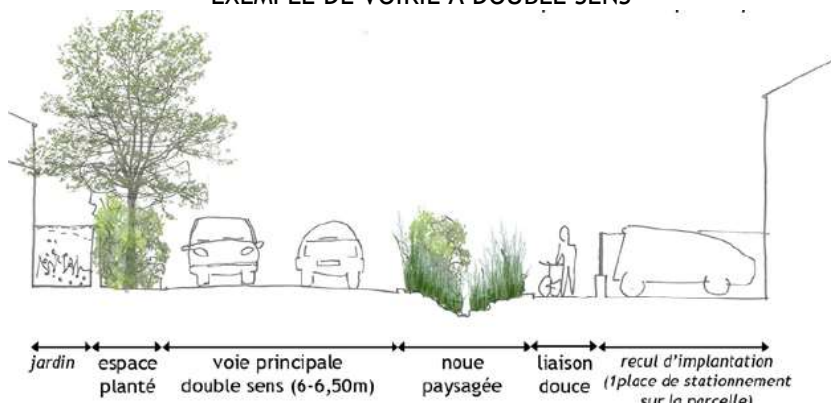 EXEMPLE DE VOIRIE A DOUBLE SENS
jardin
espace
planté
voie principale
double sens (6-6,50m)
noue
paysagée
liaison
douce
recul d'implantation
(1place de stationnement
sur la parcelle)